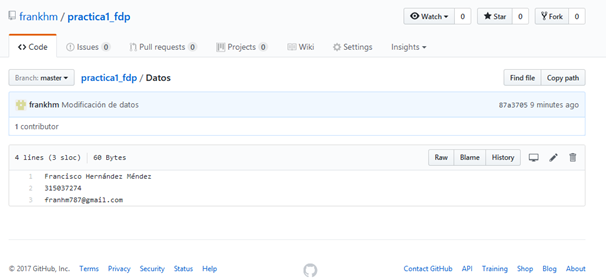 frankhm / practica1_fdp
Watch 0 Star 0 Fork 0
Code Issues 0 Pull requests 0 Projects 0 Wiki Settings Insights
Branch: master practica1_fdp / Datos Find file Copy path
frankhm Modificación de datos 87a3705 9 minutes ago
1 contributor
4 lines (3 sloc) 60 Bytes Raw Blame History
1 Francisco Hernández Méndez
2 315037274
3 franhm787@gmail.com
© 2017 GitHub, Inc. Terms Privacy Security Status Help Contact GitHub API Training Shop Blog About